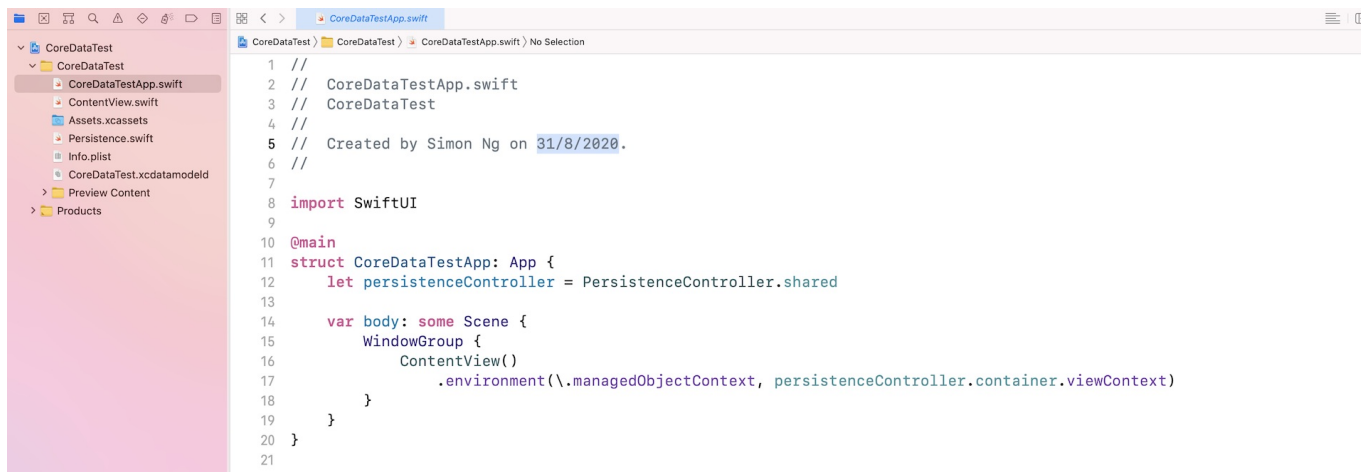 CoreDataTestApp.swift
CoreDataTest
CoreDataTest
CoreDataTestApp.swift
ContentView.swift
Assets.xcassets
Persistence.swift
Info.plist
CoreDataTest.xcdatamodeld
Preview Content
Products
CoreDataTest 〉 CoreDataTest 〉 CoreDataTestApp.swift 〉 No Selection
1 //
2 //  CoreDataTestApp.swift
3 //  CoreDataTest
4 //
5 //  Created by Simon Ng on 31/8/2020.
6 //
7
8 import SwiftUI
9
10 @main
11 struct CoreDataTestApp: App {
12     let persistenceController = PersistenceController.shared
13
14     var body: some Scene {
15         WindowGroup {
16             ContentView()
17                 .environment(\.managedObjectContext, persistenceController.container.viewContext)
18         }
19     }
20 }
21